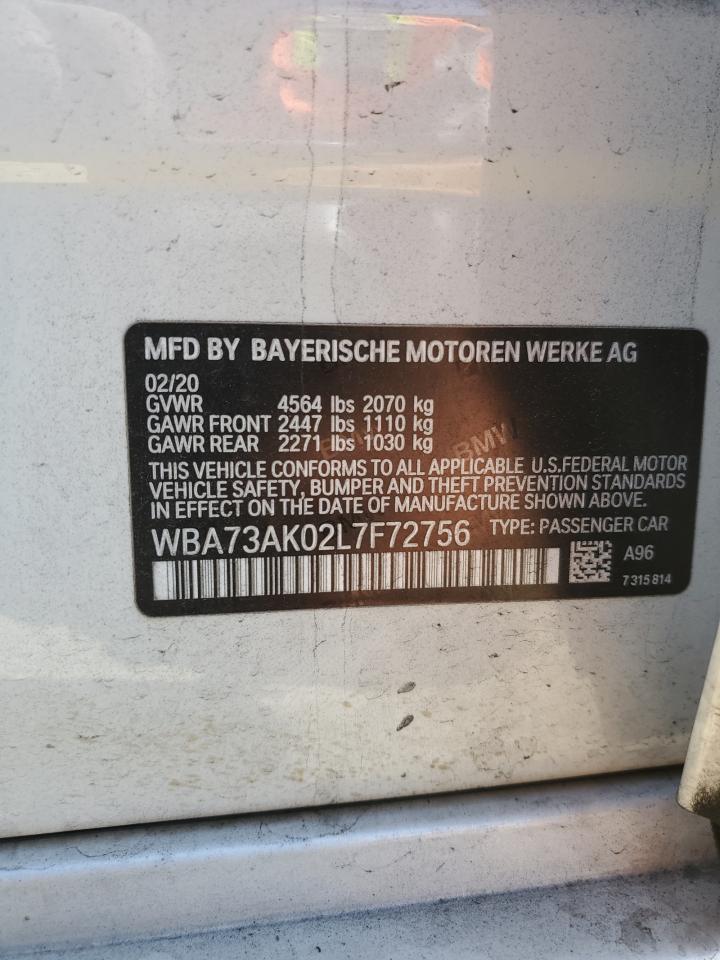 MFD BY BAYERISCHE MOTOREN WERKE AG
02/20
GVWR 4564 lbs 2070 kg
GAWR FRONT 2447 lbs 1110 kg
GAWR REAR 2271 lbs 1030 kg
BMW
THIS VEHICLE CONFORMS TO ALL APPLICABLE U.S.FEDERAL MOTOR
VEHICLE SAFETY, BUMPER AND THEFT PREVENTION STANDARDS
IN EFFECT ON THE DATE OF MANUFACTURE SHOWN ABOVE.
WBA73AK02L7F72756 TYPE: PASSENGER CAR
A96
7 315 814